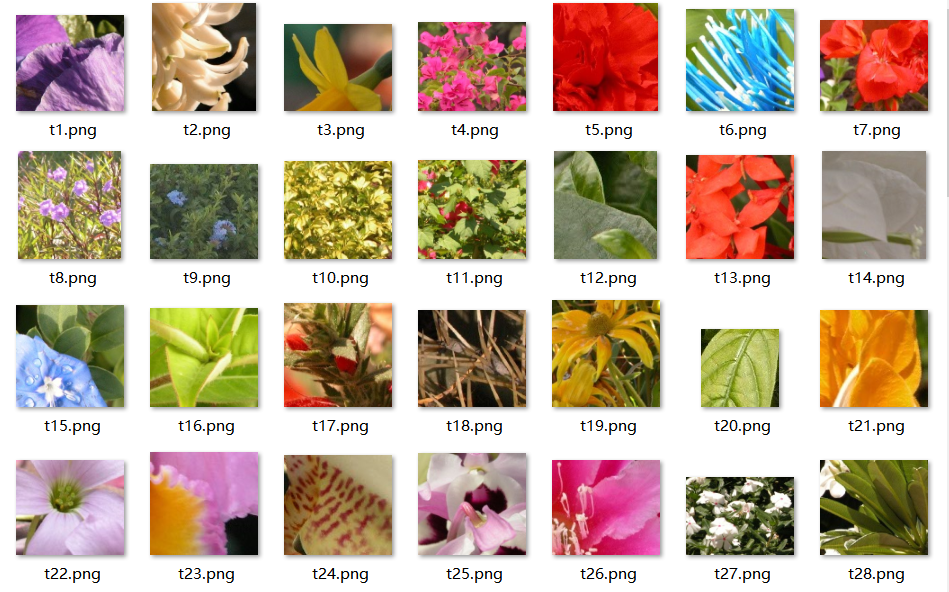 t1.png t2.png t3.png t4.png t5.png t6.png t7.png
t8.png t9.png t10.png t11.png t12.png t13.png t14.png
t15.png t16.png t17.png t18.png t19.png t20.png t21.png
t22.png t23.png t24.png t25.png t26.png t27.png t28.png